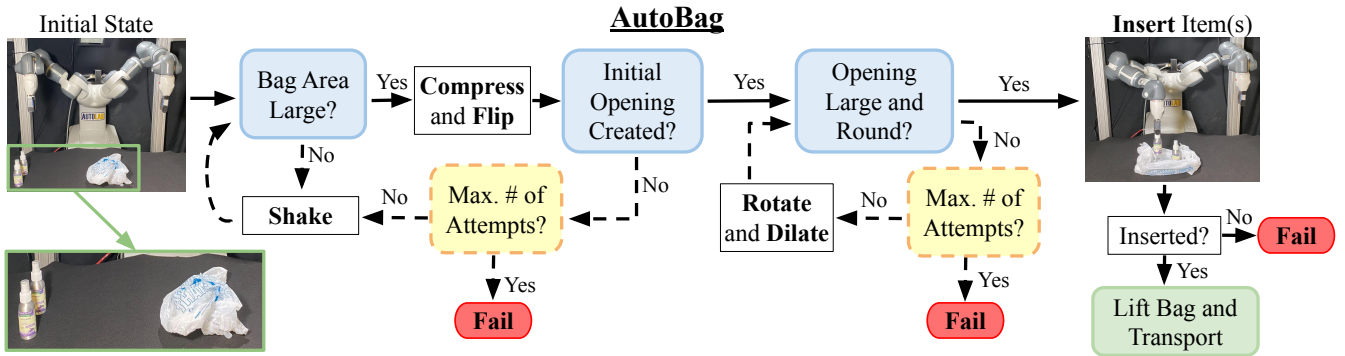 AutoBag
Initial State
Bag Area
Large?
Yes
Compress
and Flip
Initial
Opening
Created?
Yes
Opening
Large and
Round?
Yes
Insert Item(s)
No
Shake
No
Max. # of
Attempts?
No
Yes
Fail
Rotate
and Dilate
No
Max. # of
Attempts?
No
Yes
Fail
Inserted?
No
Fail
Yes
Lift Bag and
Transport
AUTOLAB